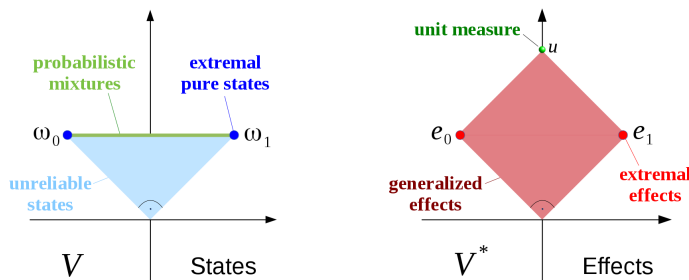 probabilistic
mixtures
extremal
pure states
ω₀
ω₁
unreliable
states
V
States
unit measure
u
e₀
e₁
generalized
effects
extremal
effects
V*
Effects